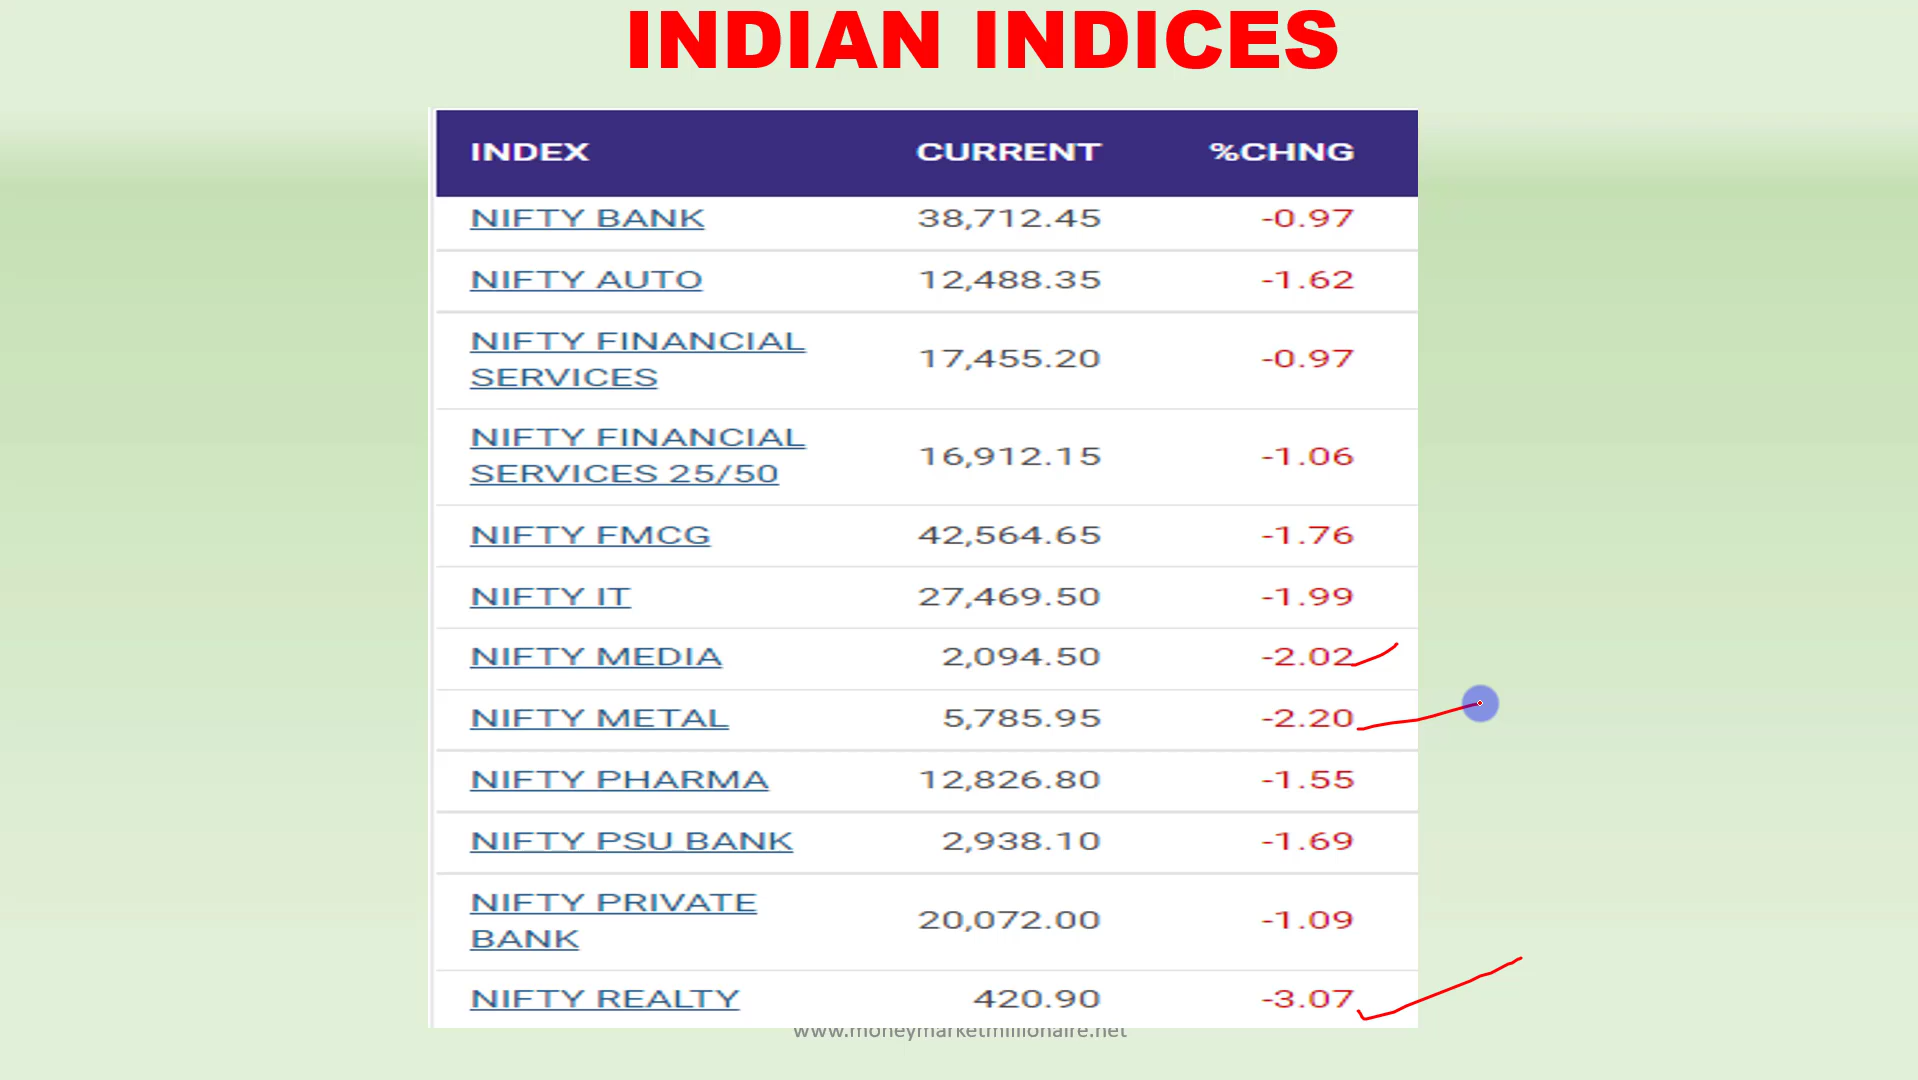 INDIAN INDICES
INDEX CURRENT %CHNG
NIFTY BANK 38,712.45 -0.97
NIFTY AUTO 12,488.35 -1.62
NIFTY FINANCIAL
SERVICES 17,455.20 -0.97
NIFTY FINANCIAL
SERVICES 25/50 16,912.15 -1.06
NIFTY FMCG 42,564.65 -1.76
NIFTY IT 27,469.50 -1.99
NIFTY MEDIA 2,094.50 -2.02
NIFTY METAL 5,785.95 -2.20
NIFTY PHARMA 12,826.80 -1.55
NIFTY PSU BANK 2,938.10 -1.69
NIFTY PRIVATE
BANK 20,072.00 -1.09
NIFTY REALTY 420.90 -3.07
www.moneymarketmillionaire.net